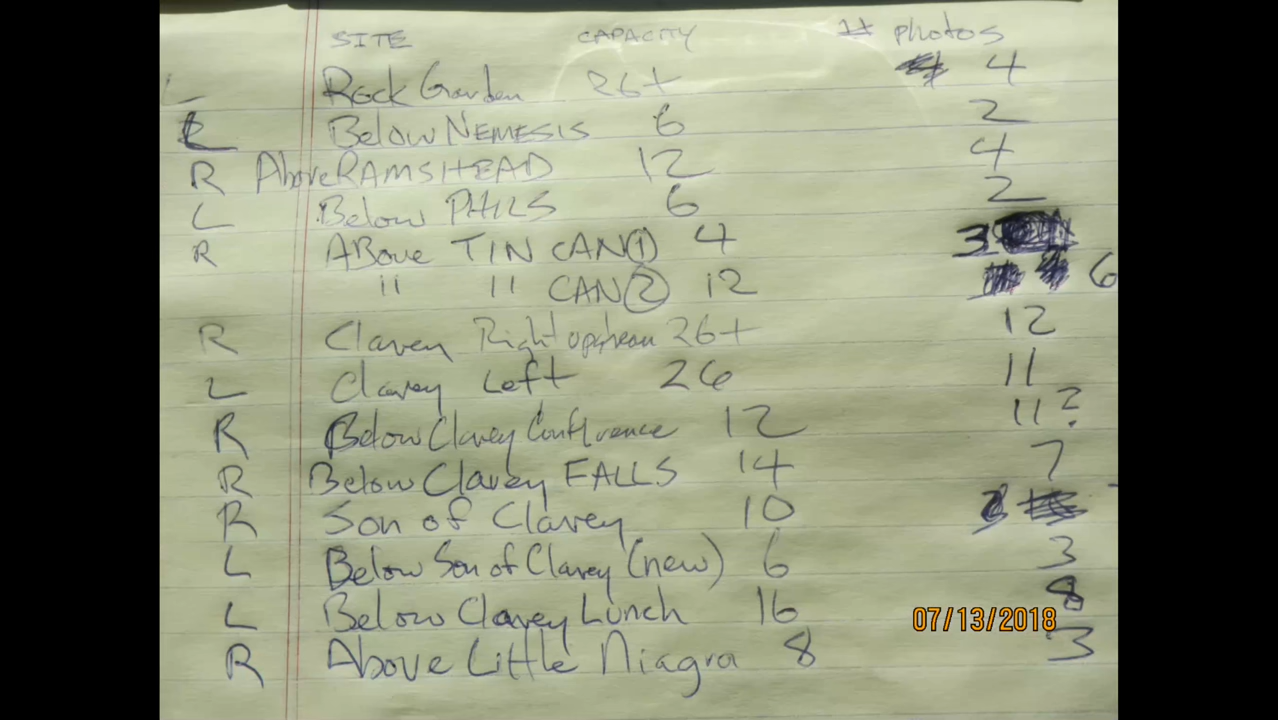 SITE CAPACITY # photos
L Rock Garden 26+ 4
L Below NEMESIS 6 2
R Above RAMSHEAD 12 4
L Below PHILS 6 2
R ABove TIN CAN(1) 4 3
" " CAN(2) 12 6
R Clavey Right upstream 26+ 12
L Clavey Left 26 11
R Below Clavey Confluence 12 11?
R Below Clavey FALLS 14 7
R Son of Clavey 10
L Below Son of Clavey (new) 6 3
L Below Clavey Lunch 16 8
07/13/2018
R Above Little Niagra 8 3